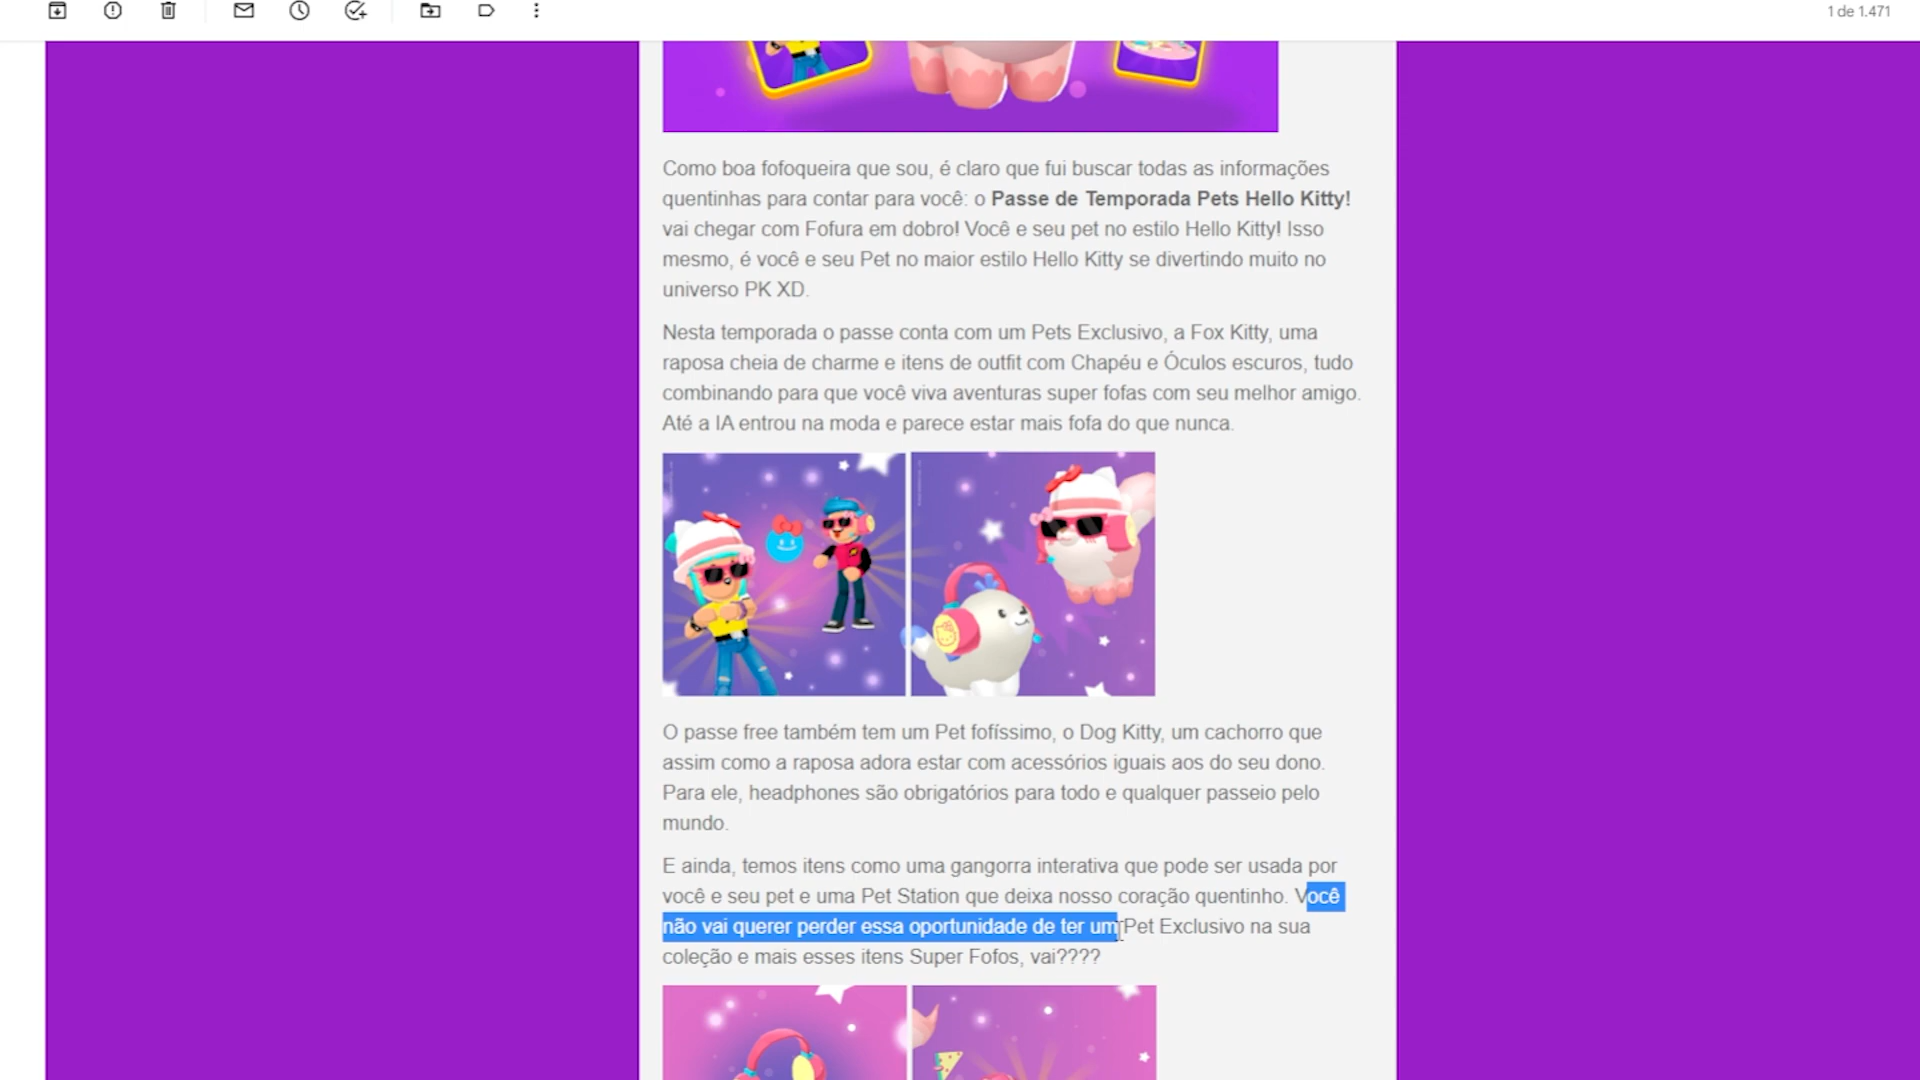 1 de 1.471
Como boa fofoqueira que sou, é claro que fui buscar todas as informações
quentinhas para contar para você: o Passe de Temporada Pets Hello Kitty!
vai chegar com Fofura em dobro! Você e seu pet no estilo Hello Kitty! Isso
mesmo, é você e seu Pet no maior estilo Hello Kitty se divertindo muito no
universo PK XD.
Nesta temporada o passe conta com um Pets Exclusivo, a Fox Kitty, uma
raposa cheia de charme e itens de outfit com Chapéu e Óculos escuros, tudo
combinando para que você viva aventuras super fofas com seu melhor amigo.
Até a IA entrou na moda e parece estar mais fofa do que nunca.
O passe free também tem um Pet fofíssimo, o Dog Kitty, um cachorro que
assim como a raposa adora estar com acessórios iguais aos do seu dono.
Para ele, headphones são obrigatórios para todo e qualquer passeio pelo
mundo.
E ainda, temos itens como uma gangorra interativa que pode ser usada por
você e seu pet e uma Pet Station que deixa nosso coração quentinho. Você
não vai querer perder essa oportunidade de ter um Pet Exclusivo na sua
coleção e mais esses itens Super Fofos, vai????